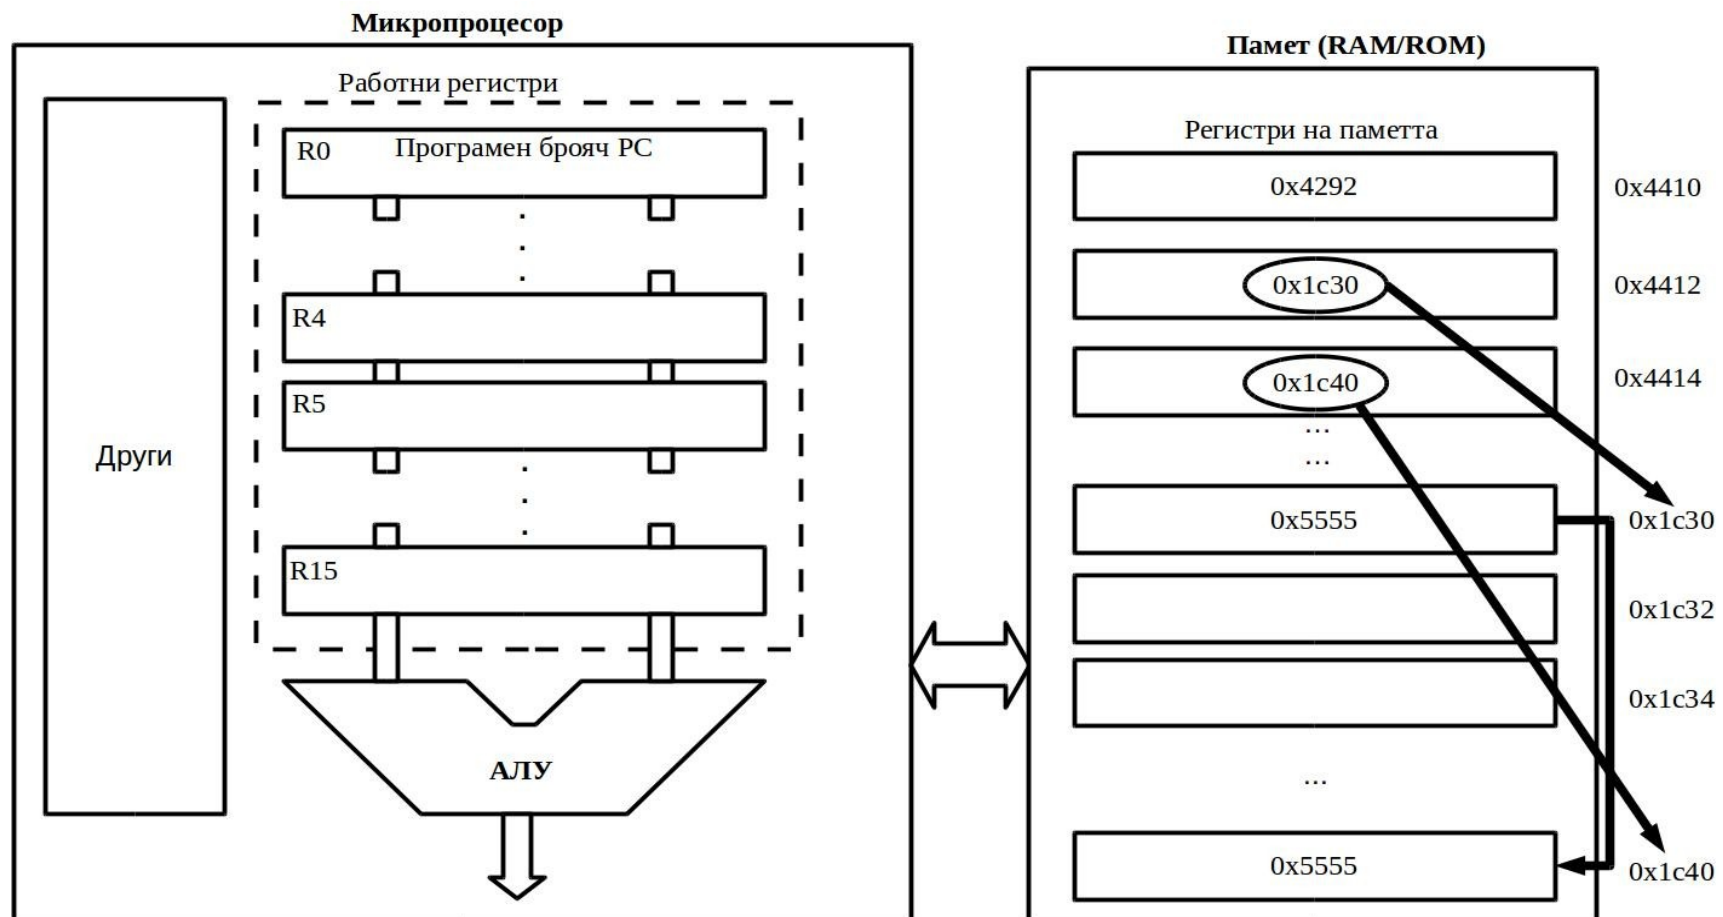 Микропроцесор
Работни регистри
R0 Програмен брояч PC
.
.
.
R4
R5
.
.
.
R15
Други
АЛУ
Памет (RAM/ROM)
Регистри на паметта
0x4292 0x4410
0x1c30 0x4412
0x1c40 0x4414
...
...
0x5555 0x1c30
0x1c32
0x1c34
...
0x5555 0x1c40